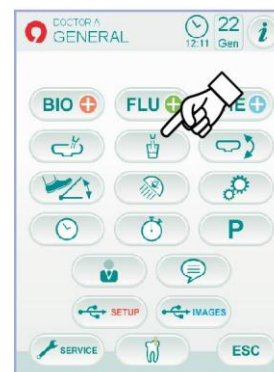 DOCTOR A
GENERAL
12:11
22
Gen
i
BIO
FLU
E
P
SETUP
IMAGES
SERVICE
ESC